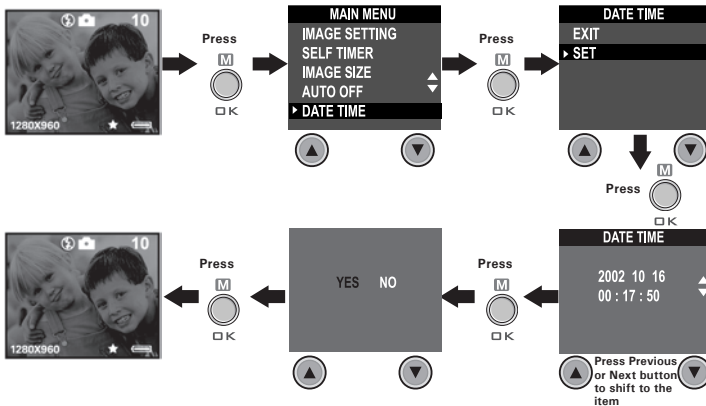 10
1280X960
Press
M
OK
MAIN MENU
IMAGE SETTING
SELF TIMER
IMAGE SIZE
AUTO OFF
DATE TIME
Press
M
OK
DATE TIME
EXIT
SET
Press
M
OK
10
1280X960
Press
M
OK
YES NO
Press
M
OK
DATE TIME
2002 10 16
00 : 17 : 50
Press Previous
or Next button
to shift to the
item